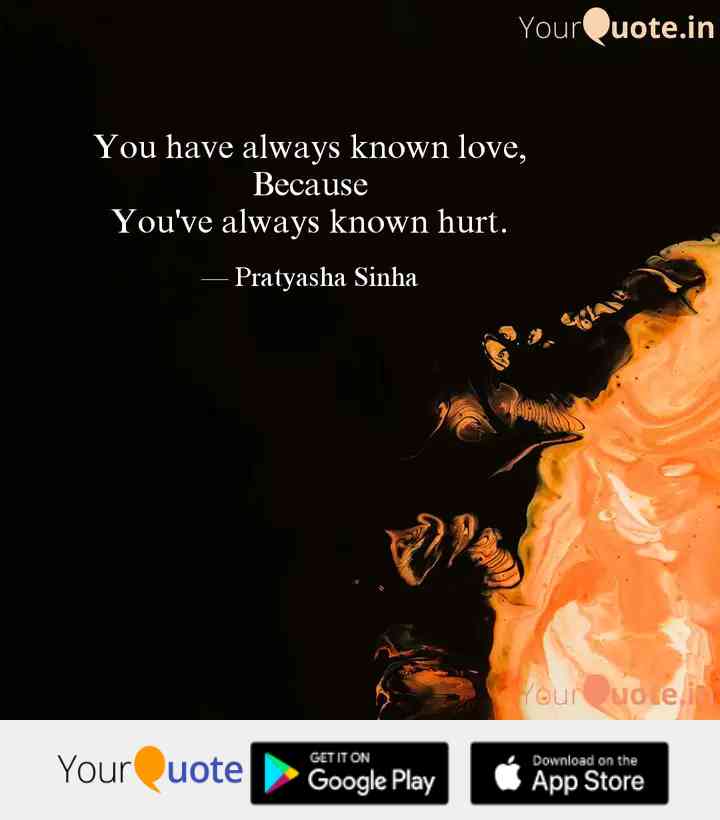 YourQuote.in
You have always known love,
Because
You've always known hurt.
— Pratyasha Sinha
YourQuote.in
YourQuote
GET IT ON
Google Play
Download on the
App Store